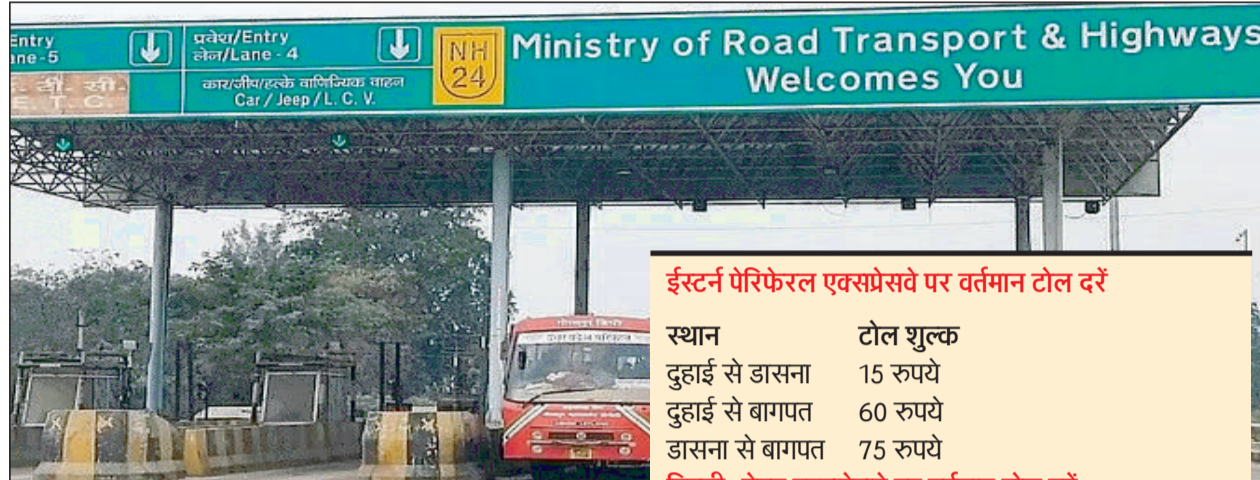 Entry
ane-5
टी. सी.
E. T. C.
प्रवेश/Entry
लेन/Lane - 4
कार/जीप/हल्के वाणिज्यिक वाहन
Car / Jeep / L. C. V.
NH
24
Ministry of Road Transport & Highways
Welcomes You
ईस्टर्न पेरिफेरल एक्सप्रेसवे पर वर्तमान टोल दरें
स्थान टोल शुल्क
दुहाई से डासना 15 रुपये
दुहाई से बागपत 60 रुपये
डासना से बागपत 75 रुपये